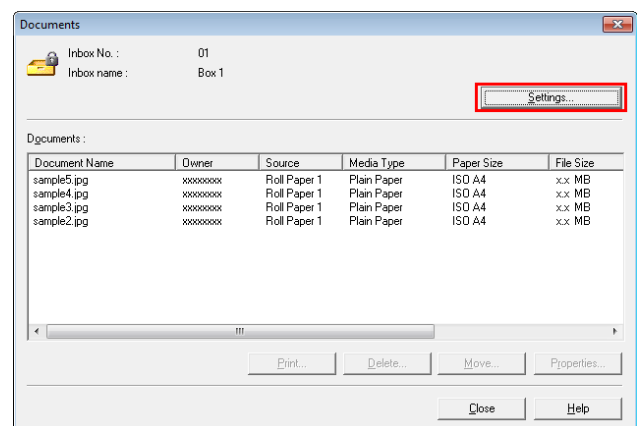 Documents
Inbox No. : 01
Inbox name : Box 1
Settings...
Documents :
Document Name Owner Source Media Type Paper Size File Size
sample5.jpg xxxxxxxx Roll Paper 1 Plain Paper ISO A4 x.x MB
sample4.jpg xxxxxxxx Roll Paper 1 Plain Paper ISO A4 x.x MB
sample3.jpg xxxxxxxx Roll Paper 1 Plain Paper ISO A4 x.x MB
sample2.jpg xxxxxxxx Roll Paper 1 Plain Paper ISO A4 x.x MB
Print... Delete... Move... Properties...
Close Help